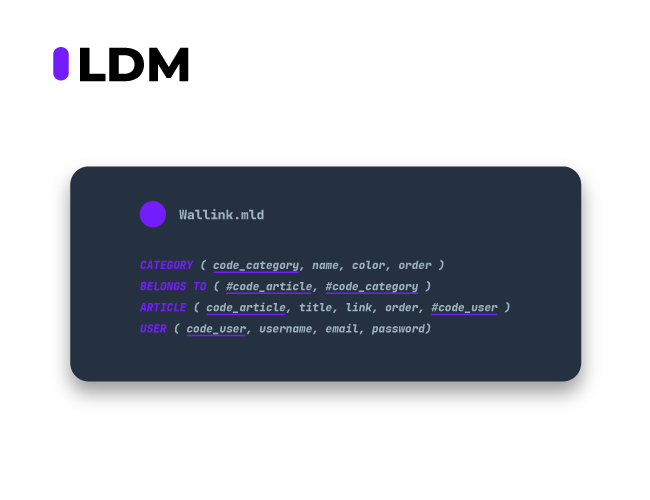 LDM
Wallink.mld
CATEGORY ( code_category, name, color, order )
BELONGS TO ( #code_article, #code_category )
ARTICLE ( code_article, title, link, order, #code_user )
USER ( code_user, username, email, password)